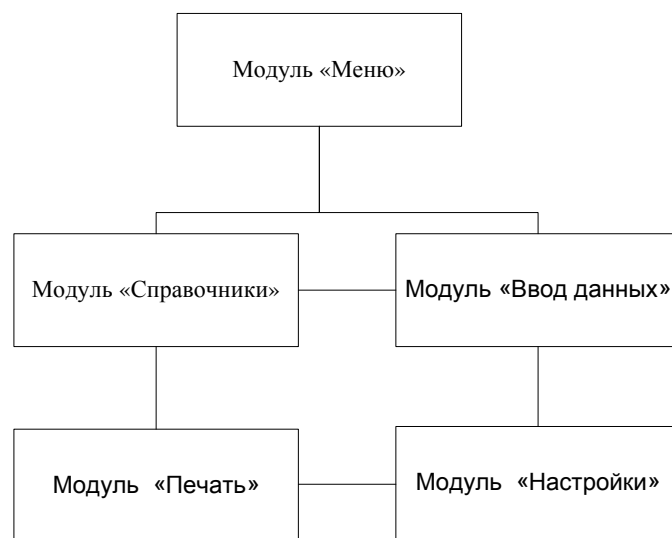 Модуль «Меню»
Модуль «Справочники»
Модуль «Ввод данных»
Модуль «Печать»
Модуль «Настройки»